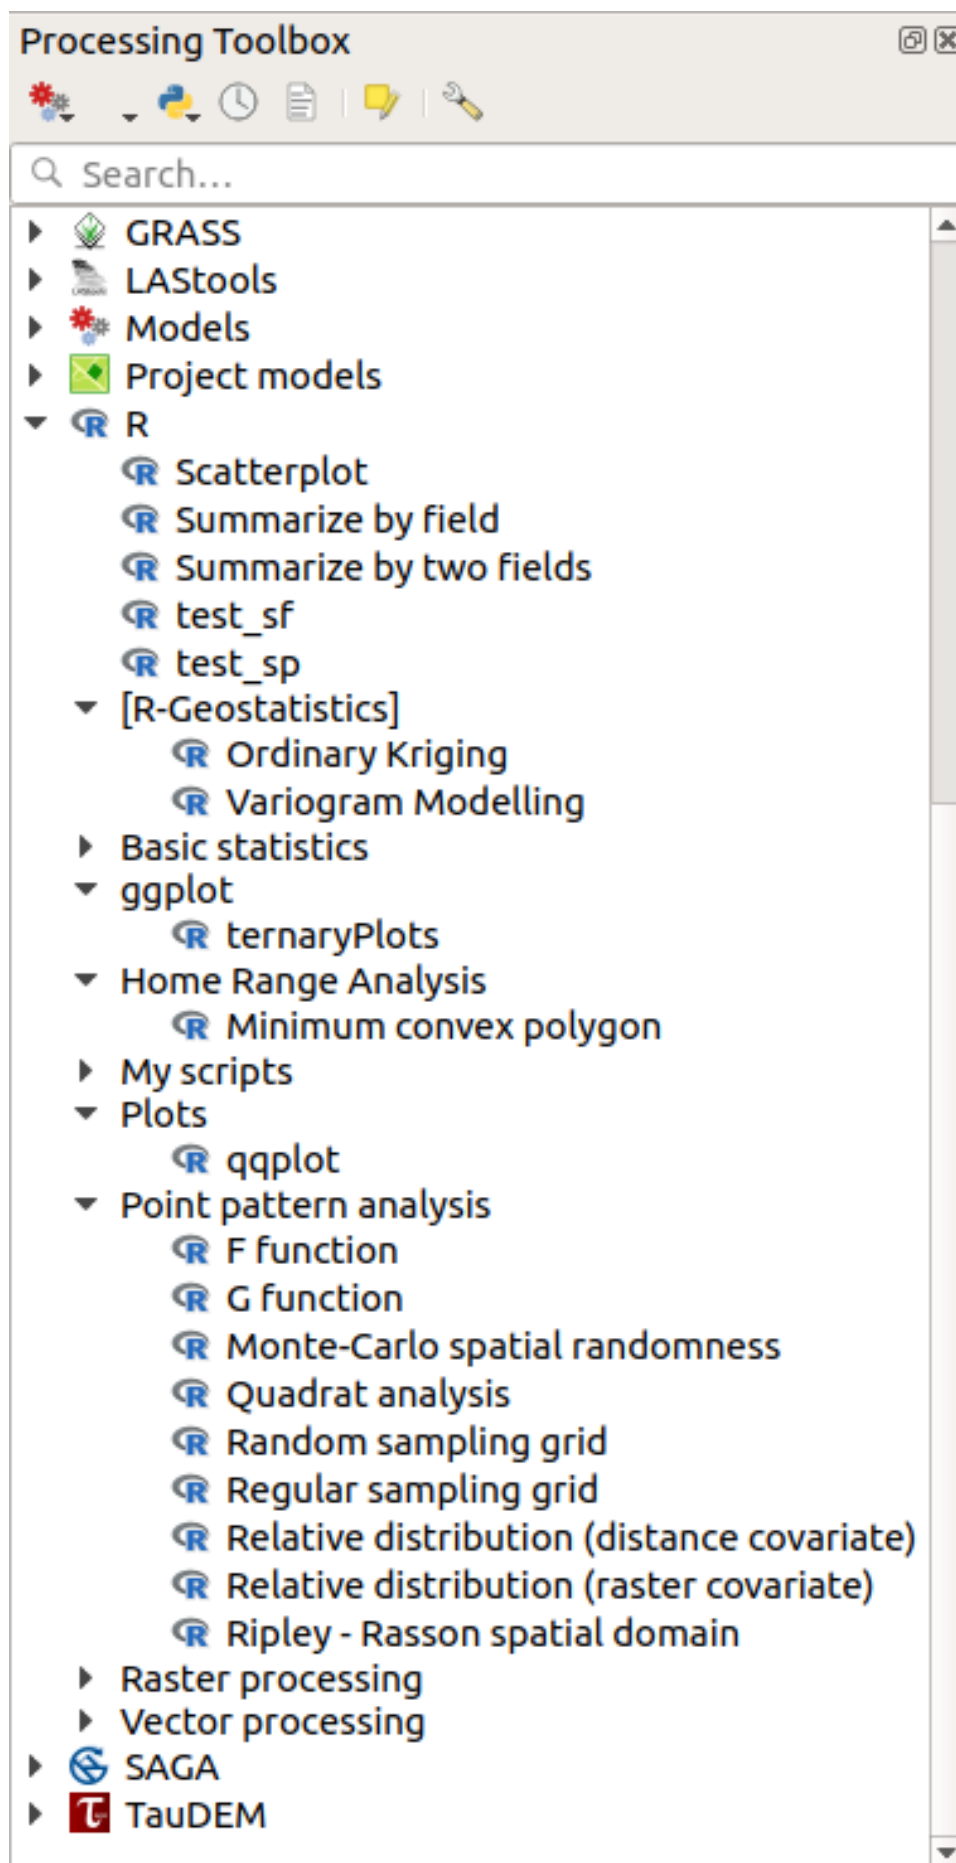 Processing Toolbox
Search...
GRASS
LAStools
Models
Project models
R
Scatterplot
Summarize by field
Summarize by two fields
test_sf
test_sp
[R-Geostatistics]
Ordinary Kriging
Variogram Modelling
Basic statistics
ggplot
ternaryPlots
Home Range Analysis
Minimum convex polygon
My scripts
Plots
qqplot
Point pattern analysis
F function
G function
Monte-Carlo spatial randomness
Quadrat analysis
Random sampling grid
Regular sampling grid
Relative distribution (distance covariate)
Relative distribution (raster covariate)
Ripley - Rasson spatial domain
Raster processing
Vector processing
SAGA
TauDEM